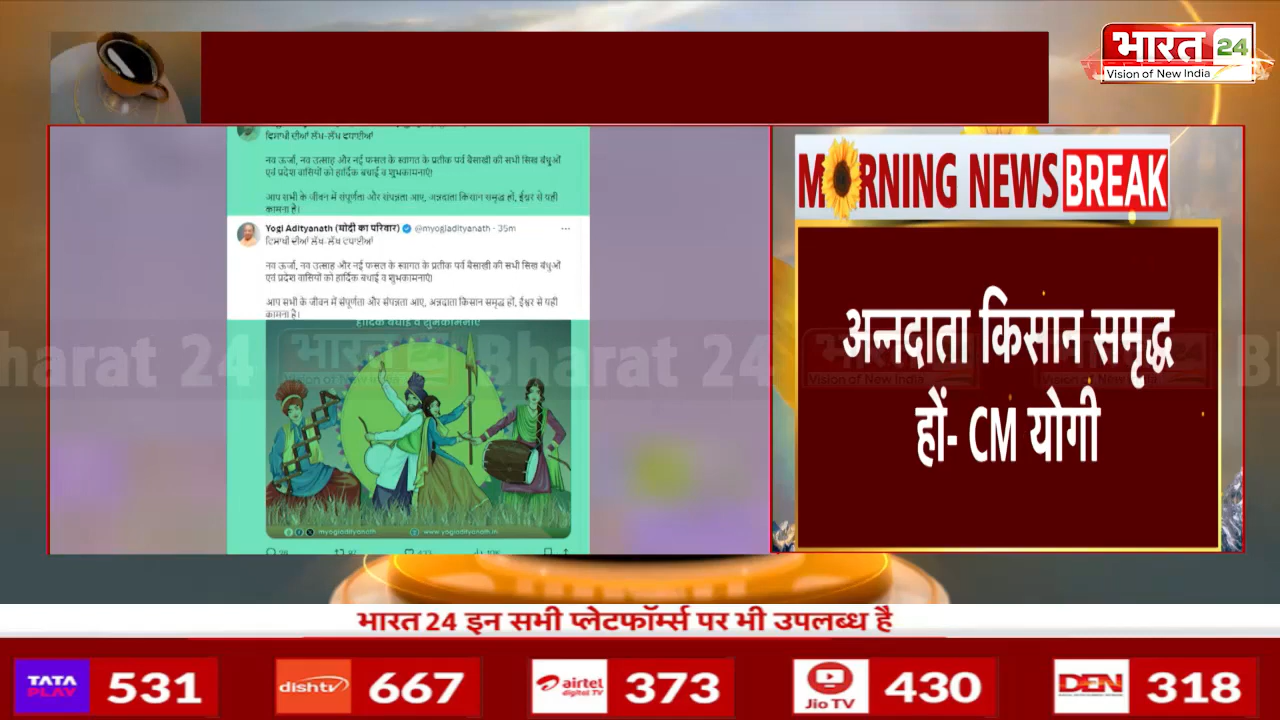 भारत 24
Vision of New India
MORNING NEWS BREAK
अन्नदाता किसान समृद्ध
हों- CM योगी
ਵਿਸਾਖੀ ਦੀਆਂ ਲੱਖ-ਲੱਖ ਵਧਾਈਆਂ
नव ऊर्जा, नव उत्साह और नई फसल के स्वागत के प्रतीक पर्व बैसाखी की सभी सिख बंधुओं
एवं प्रदेश वासियों को हार्दिक बधाई व शुभकामनाएं!
आप सभी के जीवन में संपूर्णता और संपन्नता आए, अन्नदाता किसान समृद्ध हों, ईश्वर से यही
कामना है।
Yogi Adityanath (मोदी का परिवार) @myogiadityanath · 35m
ਵਿਸਾਖੀ ਦੀਆਂ ਲੱਖ-ਲੱਖ ਵਧਾਈਆਂ
नव ऊर्जा, नव उत्साह और नई फसल के स्वागत के प्रतीक पर्व बैसाखी की सभी सिख बंधुओं
एवं प्रदेश वासियों को हार्दिक बधाई व शुभकामनाएं!
आप सभी के जीवन में संपूर्णता और संपन्नता आए, अन्नदाता किसान समृद्ध हों, ईश्वर से यही
कामना है।
हार्दिक बधाई व शुभकामनाएं
myogiadityanath www.yogiadityanath.in
harat 24 Bharat 24 B
भारत 24 इन सभी प्लेटफॉर्म्स पर भी उपलब्ध है
TATA PLAY 531 dishtv 667 airtel digital TV 373 JioTV 430 DEN 318